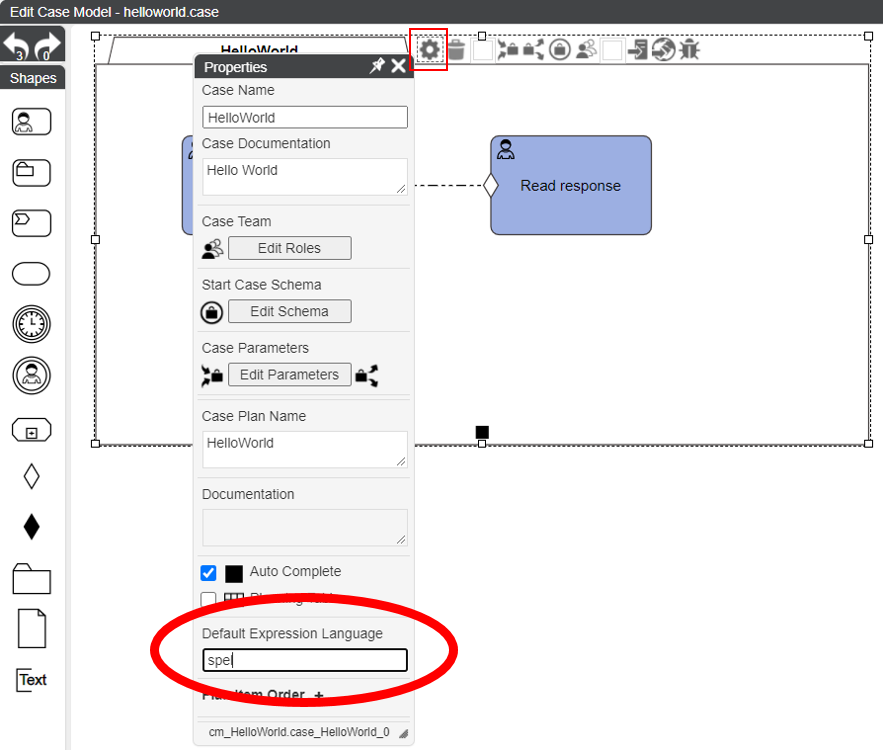 Edit Case Model - helloworld.case
3
0
Shapes
HelloWorld
Properties
Case Name
HelloWorld
Case Documentation
Hello World
Case Team
Edit Roles
Start Case Schema
Edit Schema
Case Parameters
Edit Parameters
Case Plan Name
HelloWorld
Documentation
Auto Complete
Default Expression Language
spel
Plan Item Order +
cm_HelloWorld.case_HelloWorld_0
Read response
Text